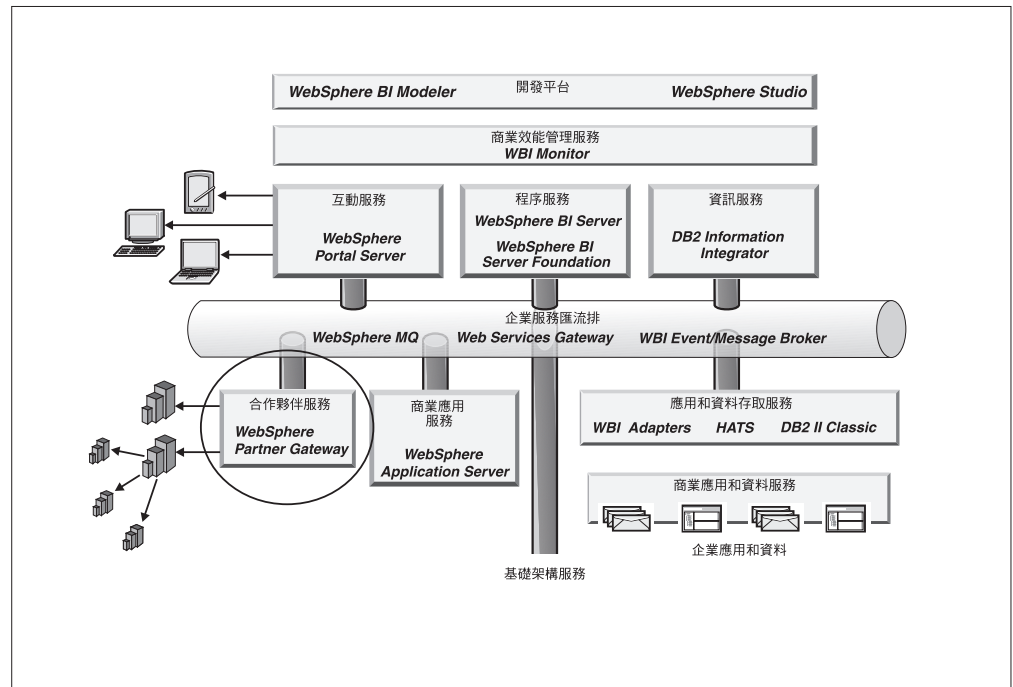 開發平台
WebSphere BI Modeler
WebSphere Studio
商業效能管理服務
WBI Monitor
互動服務
WebSphere
Portal Server
程序服務
WebSphere BI Server
WebSphere BI
Server Foundation
資訊服務
DB2 Information
Integrator
企業服務匯流排
WebSphere MQ
Web Services Gateway
WBI Event/Message Broker
合作夥伴服務
WebSphere
Partner Gateway
商業應用
服務
WebSphere
Application Server
應用和資料存取服務
WBI Adapters
HATS
DB2 II Classic
商業應用和資料服務
企業應用和資料
基礎架構服務